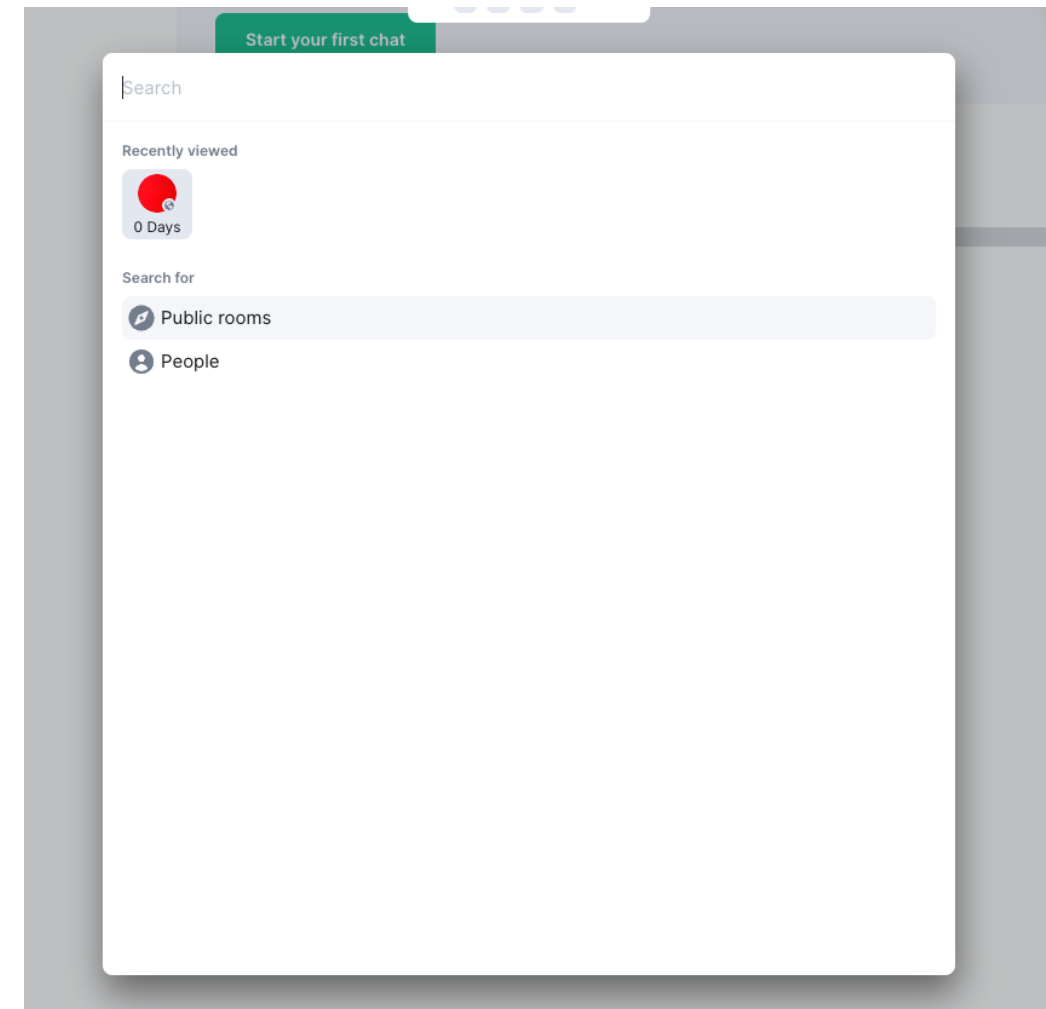 Start your first chat
Search
Recently viewed
0 Days
Search for
Public rooms
People